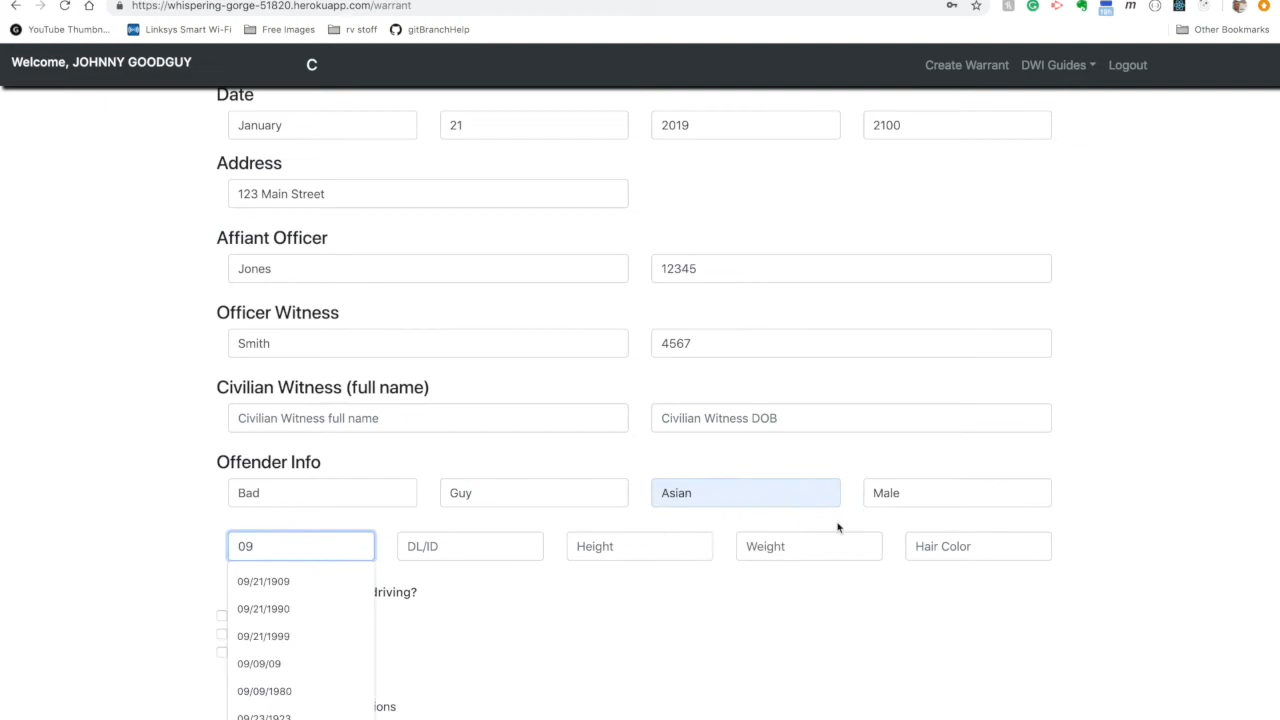 https://whispering-gorge-51820.herokuapp.com/warrant
YouTube Thumbn... Linksys Smart Wi-Fi Free Images rv stoff gitBranchHelp Other Bookmarks
Welcome, JOHNNY GOODGUY C Create Warrant DWI Guides Logout
Date
January 21 2019 2100
Address
123 Main Street
Affiant Officer
Jones 12345
Officer Witness
Smith 4567
Civilian Witness (full name)
Civilian Witness full name Civilian Witness DOB
Offender Info
Bad Guy Asian Male
09 DL/ID Height Weight Hair Color
09/21/1909
driving?
09/21/1990
09/21/1999
09/09/09
09/09/1980
ions
09/23/1923